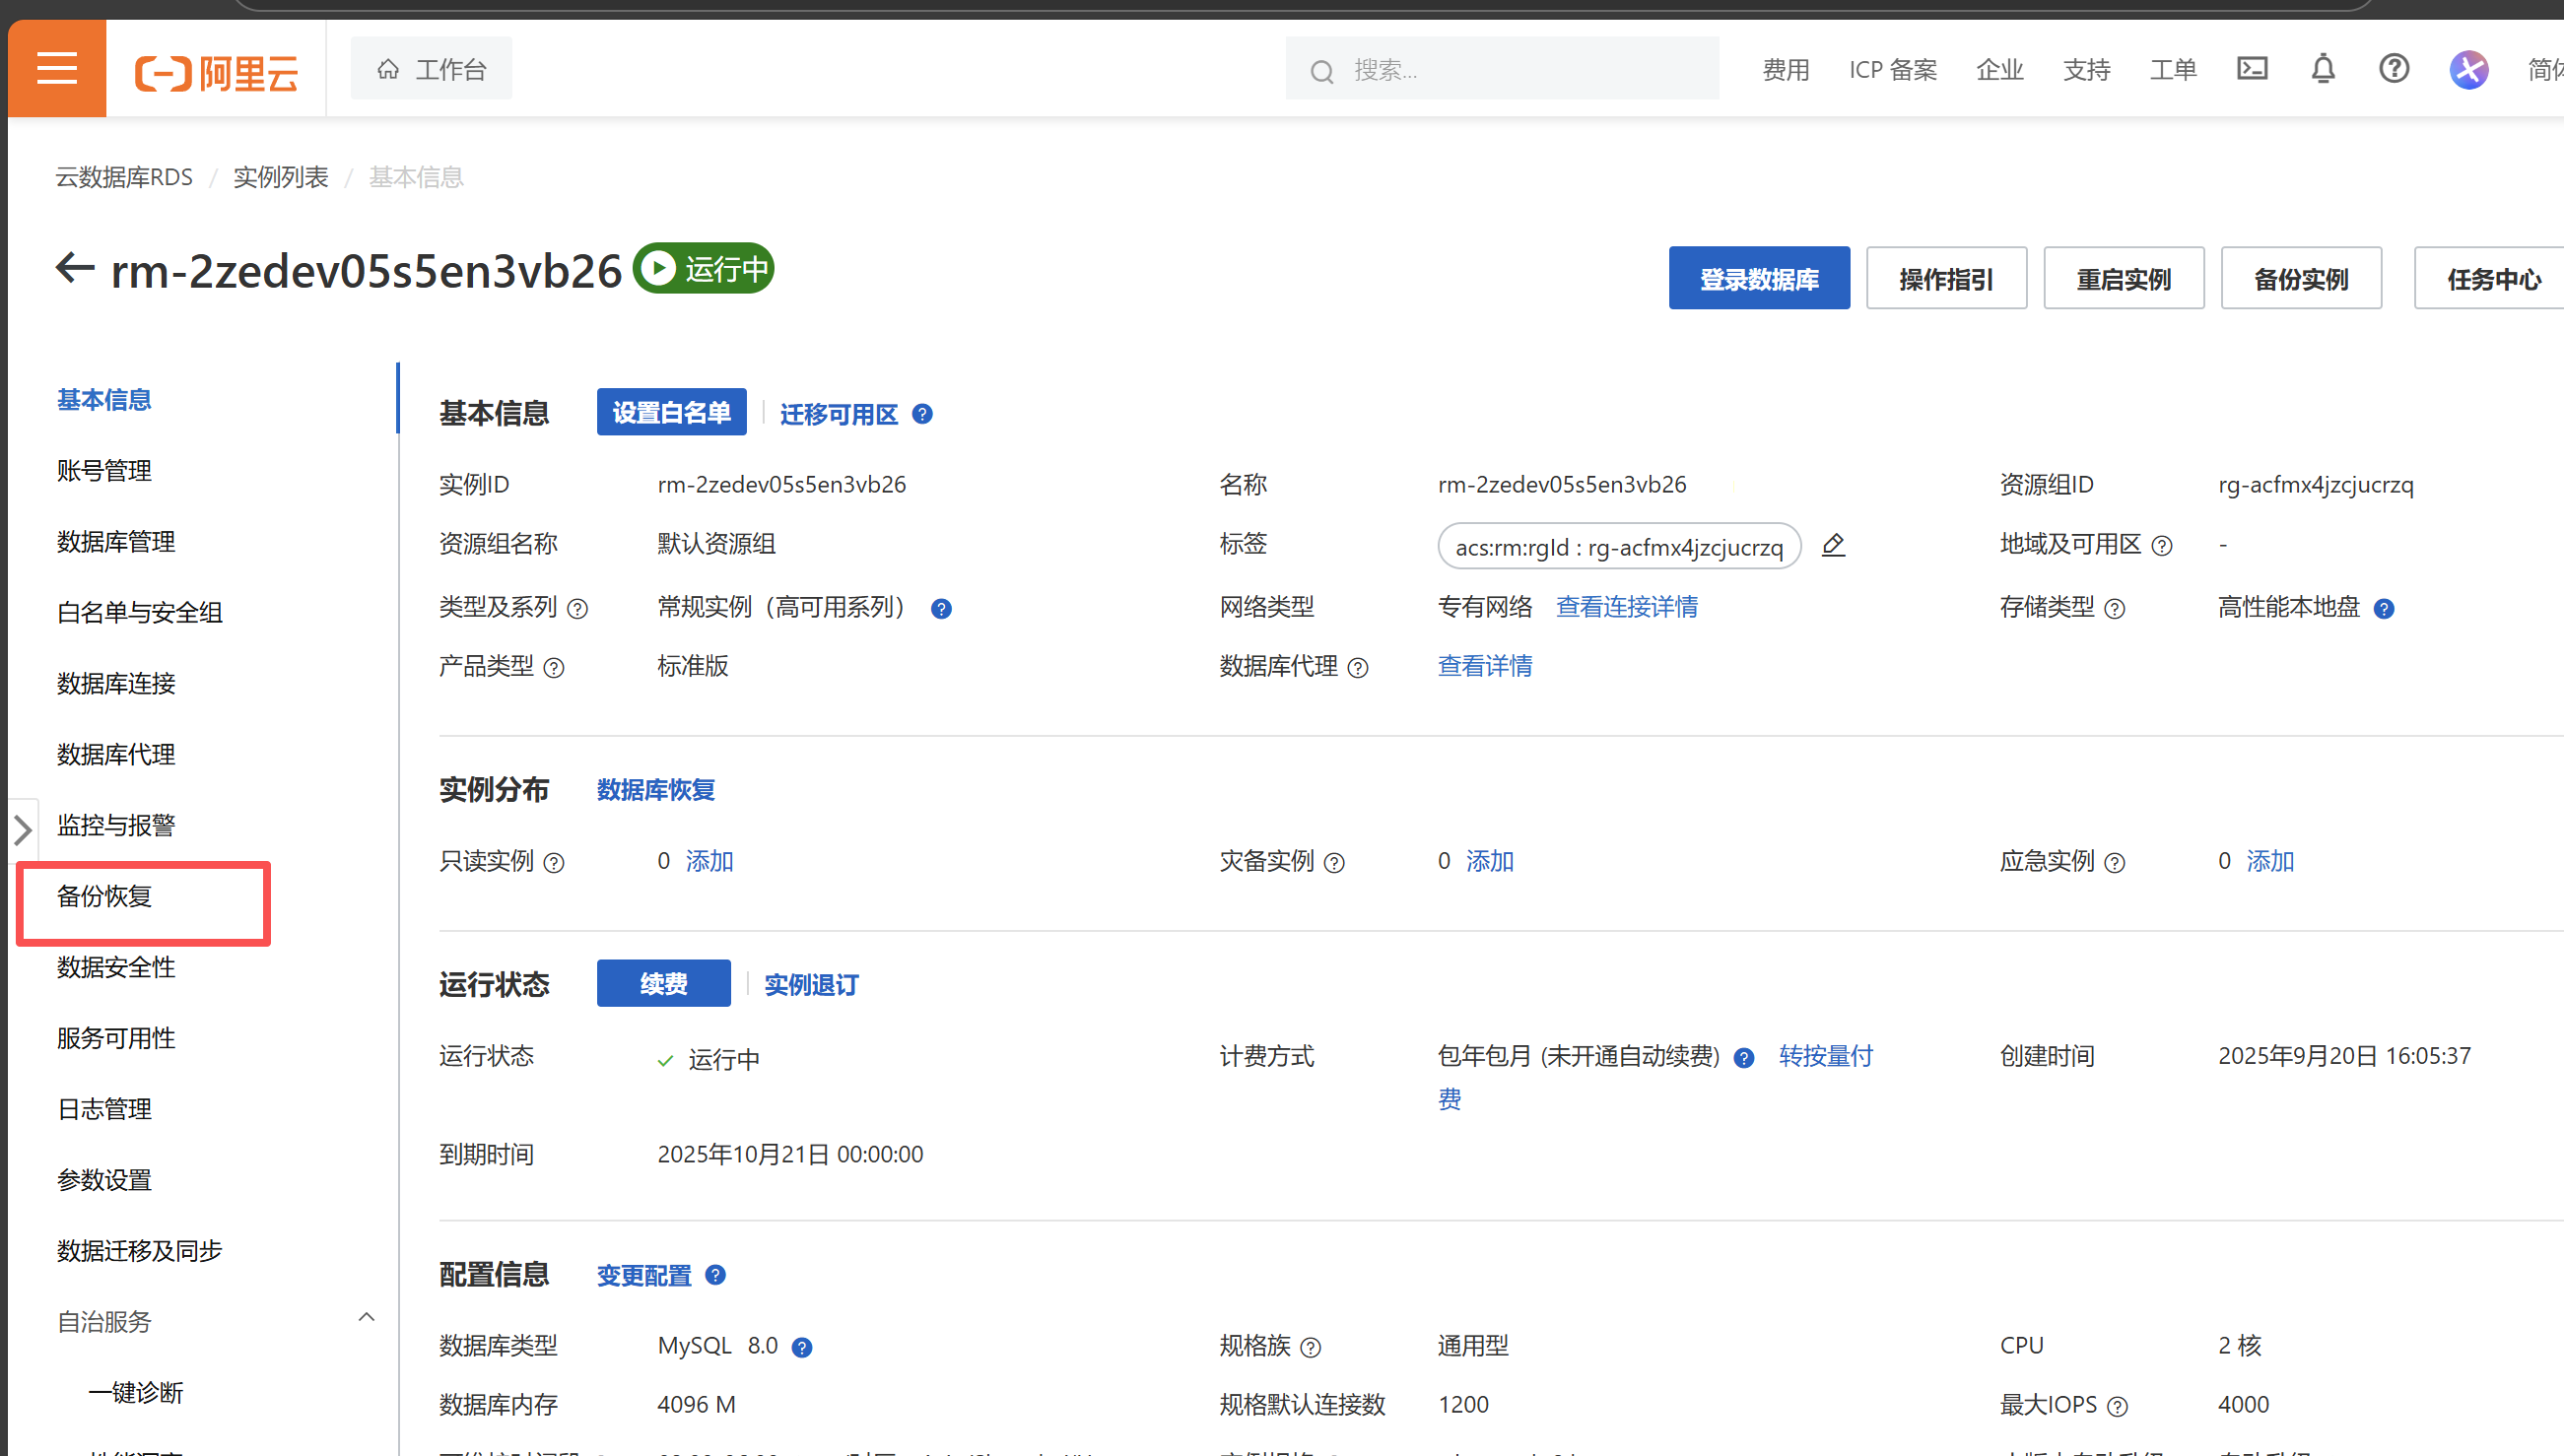 阿里云
工作台
搜索...
费用 ICP 备案 企业 支持 工单 简体
云数据库RDS / 实例列表 / 基本信息
rm-2zedev05s5en3vb26 运行中
登录数据库 操作指引 重启实例 备份实例 任务中心
基本信息
账号管理
数据库管理
白名单与安全组
数据库连接
数据库代理
监控与报警
备份恢复
数据安全性
服务可用性
日志管理
参数设置
数据迁移及同步
自治服务
一键诊断
基本信息 设置白名单 迁移可用区
实例ID rm-2zedev05s5en3vb26 名称 rm-2zedev05s5en3vb26 资源组ID rg-acfmx4jzcjucrzq
资源组名称 默认资源组 标签 acs:rm:rgId : rg-acfmx4jzcjucrzq 地域及可用区 -
类型及系列 常规实例（高可用系列） 网络类型 专有网络 查看连接详情 存储类型 高性能本地盘
产品类型 标准版 数据库代理 查看详情
实例分布 数据库恢复
只读实例 0 添加 灾备实例 0 添加 应急实例 0 添加
运行状态 续费 实例退订
运行状态 运行中 计费方式 包年包月 (未开通自动续费) 转按量付
费
创建时间 2025年9月20日 16:05:37
到期时间 2025年10月21日 00:00:00
配置信息 变更配置
数据库类型 MySQL 8.0 规格族 通用型 CPU 2 核
数据库内存 4096 M 规格默认连接数 1200 最大IOPS 4000